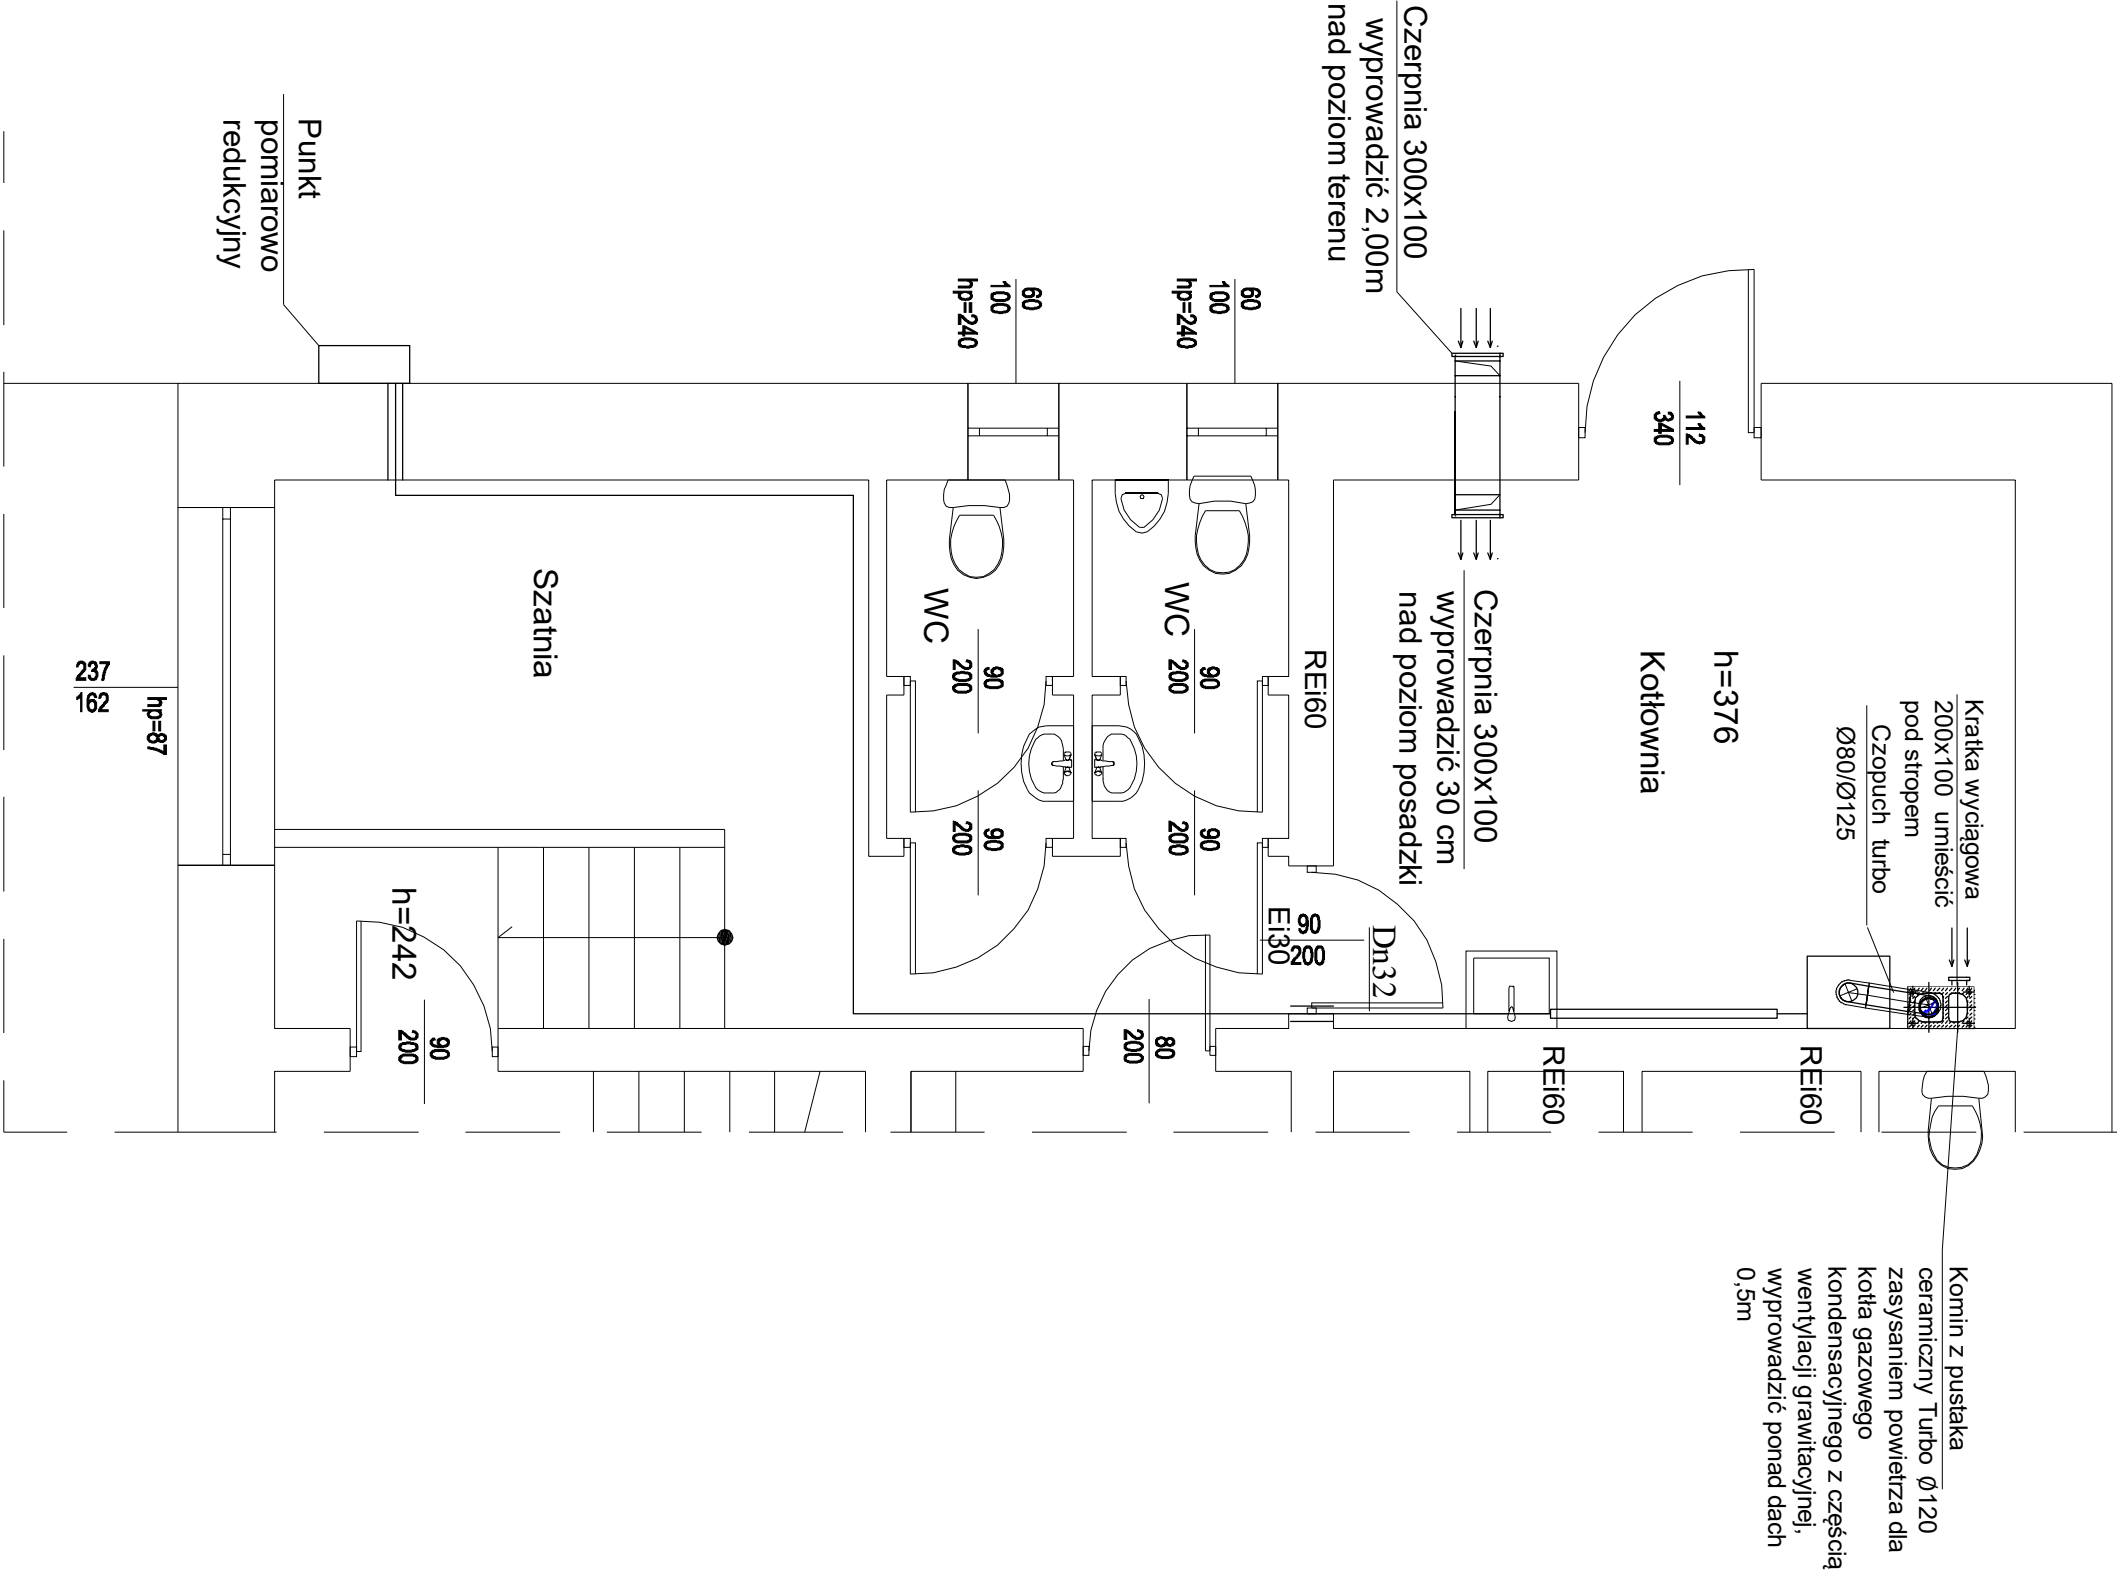 Czerpnia 300x100
wyprowadzić 2,00m
nad poziom terenu
Punkt
pomiarowo
redukcyjny
60
100
hp=240
60
100
hp=240
112
340
Czerpnia 300x100
wyprowadzić 30 cm
nad poziom posadzki
h=376
Kotłownia
Kratka wyciągowa
200x100 umieścić
pod stropem
Czopuch turbo
Ø80/Ø125
REi60
WC
90
200
WC
90
200
90
200
90
200
Szatnia
237
162
hp=87
h=242
90
200
Ei30
90
200
Dn32
80
200
REi60
REi60
Komin z pustaka
ceramiczny Turbo Ø120
zasysaniem powietrza dla
kotła gazowego
kondensacyjnego z częścią
wentylacji grawitacyjnej,
wyprowadzić ponad dach
0,5m